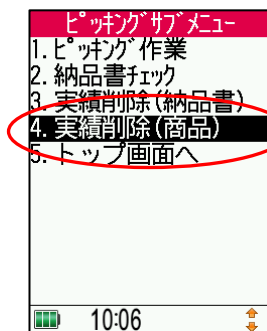 ピッキングサブメニュー
1. ピッキング作業
2. 納品書チェック
3. 実績削除(納品書)
4. 実績削除(商品)
5. トップ画面へ
10:06